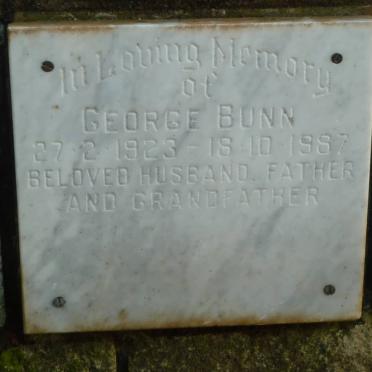 In Loving Memory
of
GEORGE BUNN
27·2·1923 - 18·10·1987
BELOVED HUSBAND, FATHER
AND GRANDFATHER